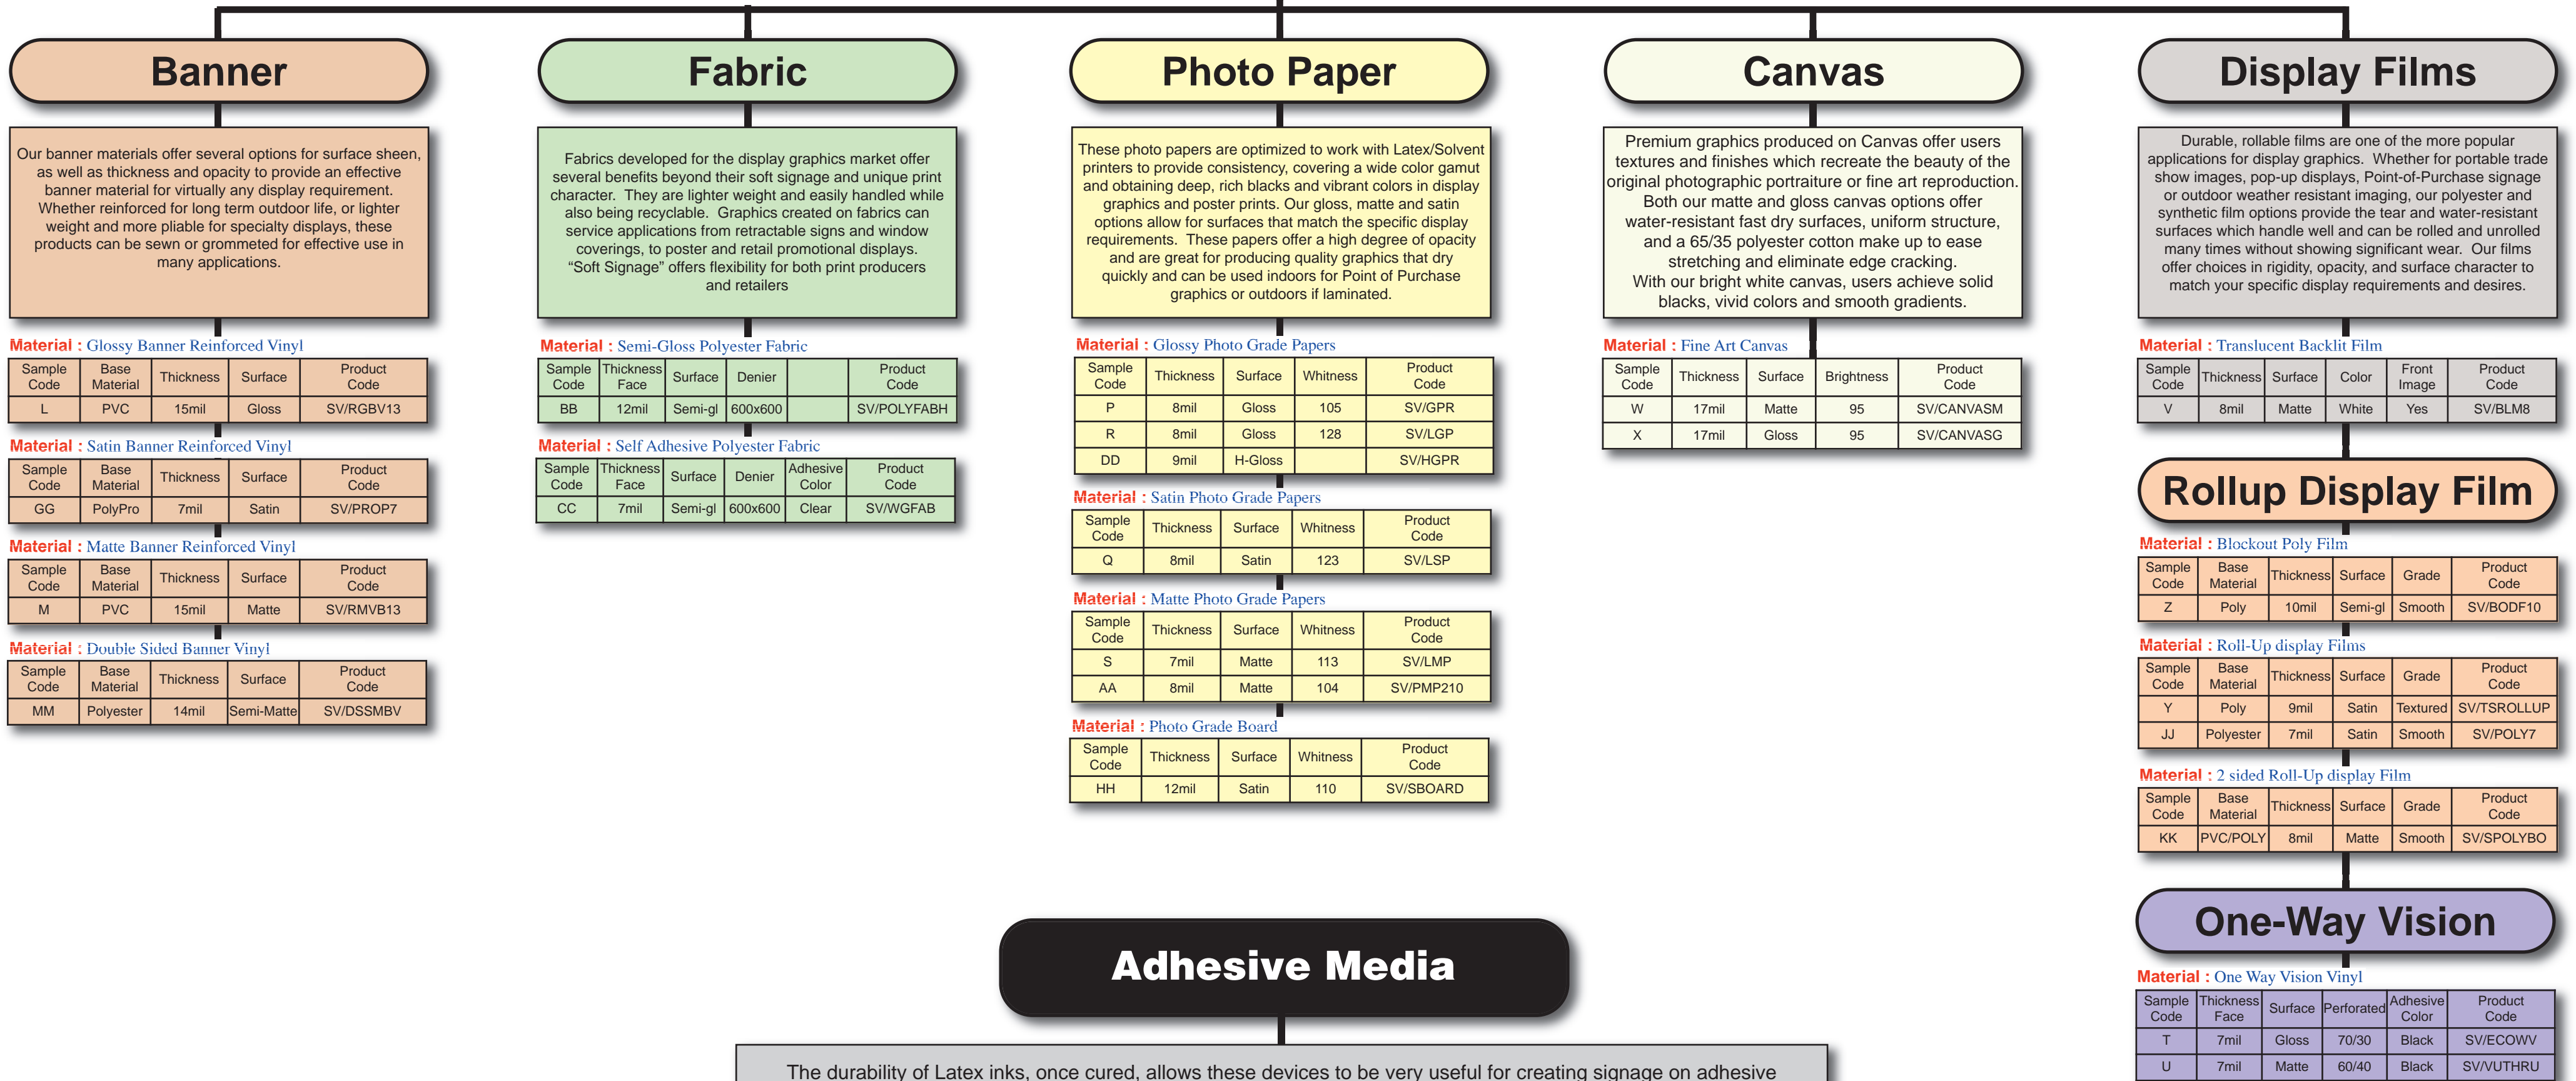 Banner
Our banner materials offer several options for surface sheen,
as well as thickness and opacity to provide an effective
banner material for virtually any display requirement.
Whether reinforced for long term outdoor life, or lighter
weight and more pliable for specialty displays, these
products can be sewn or grommeted for effective use in
many applications.
Material : Glossy Banner Reinforced Vinyl
Sample Code Base Material Thickness Surface Product Code
L PVC 15mil Gloss SV/RGBV13
Material : Satin Banner Reinforced Vinyl
Sample Code Base Material Thickness Surface Product Code
GG PolyPro 7mil Satin SV/PROP7
Material : Matte Banner Reinforced Vinyl
Sample Code Base Material Thickness Surface Product Code
M PVC 15mil Matte SV/RMVB13
Material : Double Sided Banner Vinyl
Sample Code Base Material Thickness Surface Product Code
MM Polyester 14mil Semi-Matte SV/DSSMBV
Fabric
Fabrics developed for the display graphics market offer
several benefits beyond their soft signage and unique print
character. They are lighter weight and easily handled while
also being recyclable. Graphics created on fabrics can
service applications from retractable signs and window
coverings, to poster and retail promotional displays.
“Soft Signage” offers flexibility for both print producers
and retailers
Material : Semi-Gloss Polyester Fabric
Sample Code Thickness Face Surface Denier Product Code
BB 12mil Semi-gl 600x600 SV/POLYFABH
Material : Self Adhesive Polyester Fabric
Sample Code Thickness Face Surface Denier Adhesive Color Product Code
CC 7mil Semi-gl 600x600 Clear SV/WGFAB
Photo Paper
These photo papers are optimized to work with Latex/Solvent
printers to provide consistency, covering a wide color gamut
and obtaining deep, rich blacks and vibrant colors in display
graphics and poster prints. Our gloss, matte and satin
options allow for surfaces that match the specific display
requirements. These papers offer a high degree of opacity
and are great for producing quality graphics that dry
quickly and can be used indoors for Point of Purchase
graphics or outdoors if laminated.
Material : Glossy Photo Grade Papers
Sample Code Thickness Surface Whitness Product Code
P 8mil Gloss 105 SV/GPR
R 8mil Gloss 128 SV/LGP
DD 9mil H-Gloss SV/HGPR
Material : Satin Photo Grade Papers
Sample Code Thickness Surface Whitness Product Code
Q 8mil Satin 123 SV/LSP
Material : Matte Photo Grade Papers
Sample Code Thickness Surface Whitness Product Code
S 7mil Matte 113 SV/LMP
AA 8mil Matte 104 SV/PMP210
Material : Photo Grade Board
Sample Code Thickness Surface Whitness Product Code
HH 12mil Satin 110 SV/SBOARD
Canvas
Premium graphics produced on Canvas offer users
textures and finishes which recreate the beauty of the
original photographic portraiture or fine art reproduction.
Both our matte and gloss canvas options offer
water-resistant fast dry surfaces, uniform structure,
and a 65/35 polyester cotton make up to ease
stretching and eliminate edge cracking.
With our bright white canvas, users achieve solid
blacks, vivid colors and smooth gradients.
Material : Fine Art Canvas
Sample Code Thickness Surface Brightness Product Code
W 17mil Matte 95 SV/CANVASM
X 17mil Gloss 95 SV/CANVASG
Display Films
Durable, rollable films are one of the more popular
applications for display graphics. Whether for portable trade
show images, pop-up displays, Point-of-Purchase signage
or outdoor weather resistant imaging, our polyester and
synthetic film options provide the tear and water-resistant
surfaces which handle well and can be rolled and unrolled
many times without showing significant wear. Our films
offer choices in rigidity, opacity, and surface character to
match your specific display requirements and desires.
Material : Translucent Backlit Film
Sample Code Thickness Surface Color Front Image Product Code
V 8mil Matte White Yes SV/BLM8
Rollup Display Film
Material : Blockout Poly Film
Sample Code Base Material Thickness Surface Grade Product Code
Z Poly 10mil Semi-gl Smooth SV/BODF10
Material : Roll-Up display Films
Sample Code Base Material Thickness Surface Grade Product Code
Y Poly 9mil Satin Textured SV/TSROLLUP
JJ Polyester 7mil Satin Smooth SV/POLY7
Material : 2 sided Roll-Up display Film
Sample Code Base Material Thickness Surface Grade Product Code
KK PVC/POLY 8mil Matte Smooth SV/SPOLYBO
One-Way Vision
Material : One Way Vision Vinyl
Sample Code Thickness Face Surface Perforated Adhesive Color Product Code
T 7mil Gloss 70/30 Black SV/ECOWV
U 7mil Matte 60/40 Black SV/VUTHRU
Adhesive Media
The durability of Latex inks, once cured, allows these devices to be very useful for creating signage on adhesive